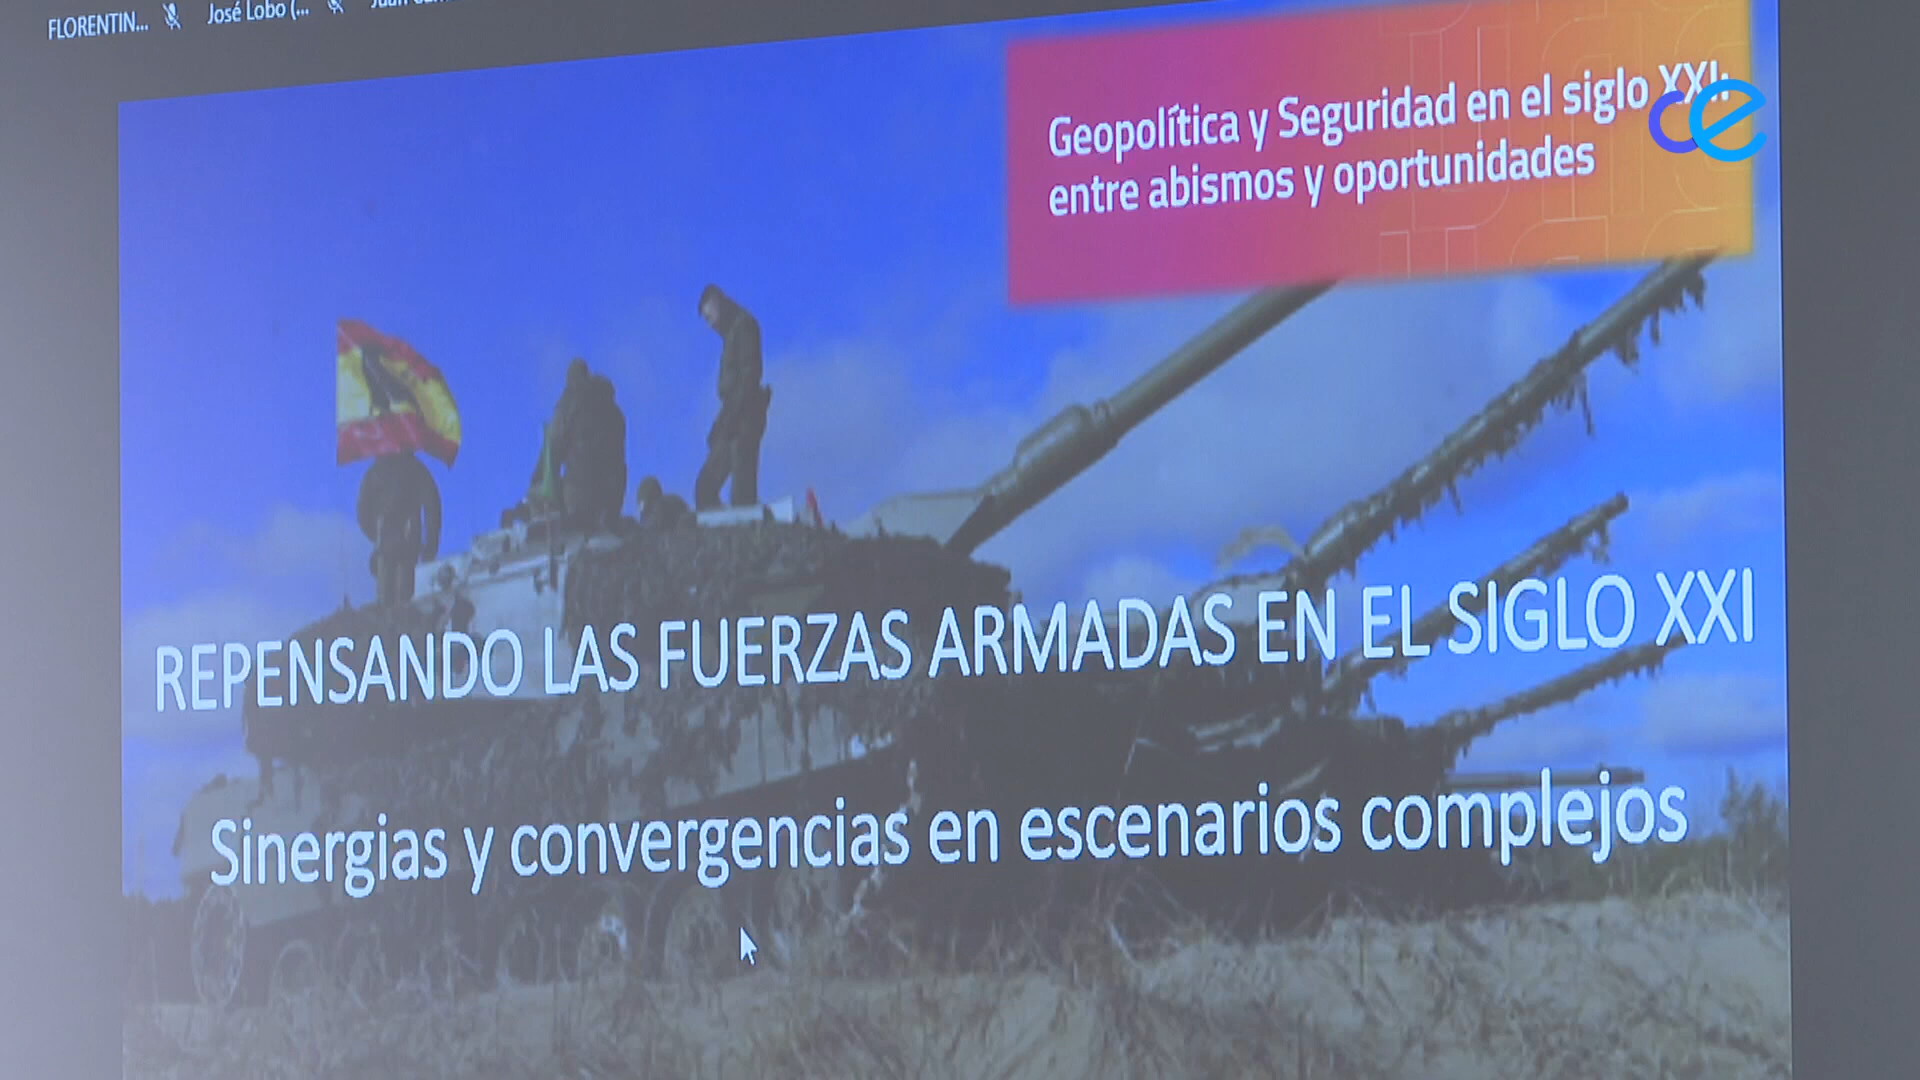 FLORENTIN...
José Lobo (...
Geopolítica y Seguridad en el siglo XXI:
entre abismos y oportunidades
ce
REPENSANDO LAS FUERZAS ARMADAS EN EL SIGLO XXI
Sinergias y convergencias en escenarios complejos